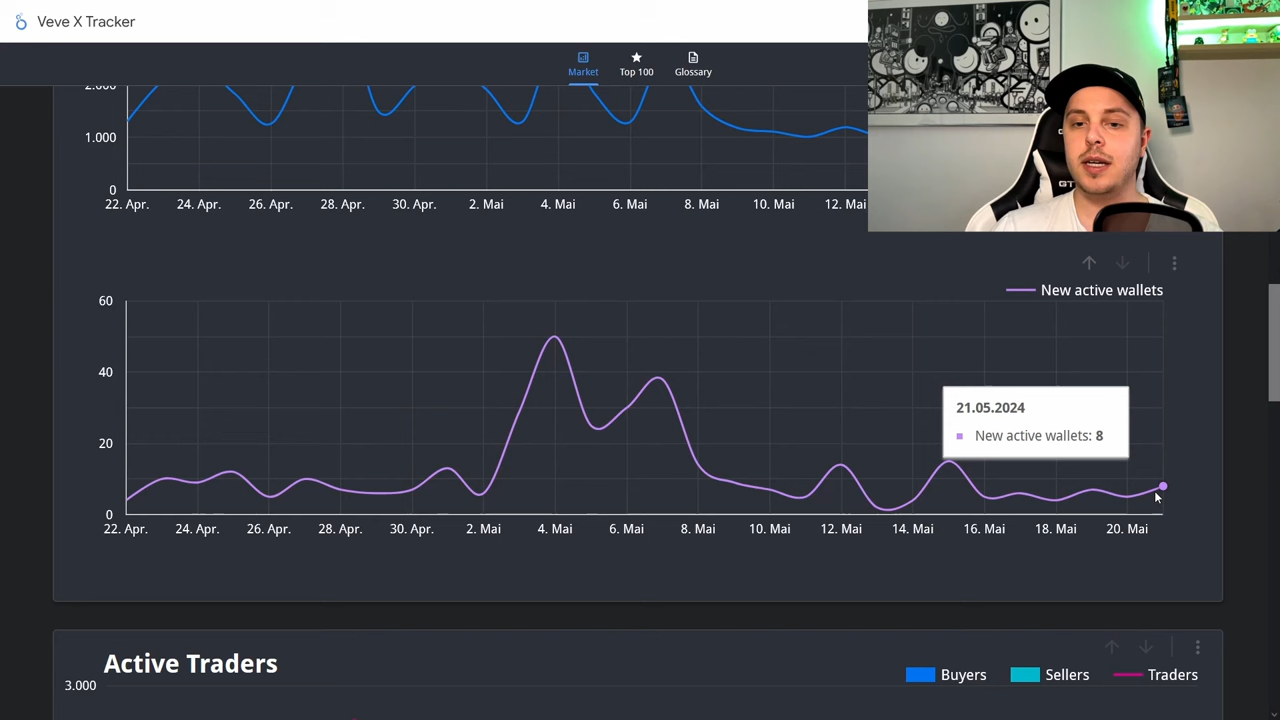 Veve X Tracker
Market
Top 100
Glossary
2.000
1.000
0
22. Apr. 24. Apr. 26. Apr. 28. Apr. 30. Apr. 2. Mai 4. Mai 6. Mai 8. Mai 10. Mai 12. Mai
New active wallets
60
40
20
0
21.05.2024
New active wallets: 8
22. Apr. 24. Apr. 26. Apr. 28. Apr. 30. Apr. 2. Mai 4. Mai 6. Mai 8. Mai 10. Mai 12. Mai 14. Mai 16. Mai 18. Mai 20. Mai
Active Traders
Buyers
Sellers
Traders
3.000